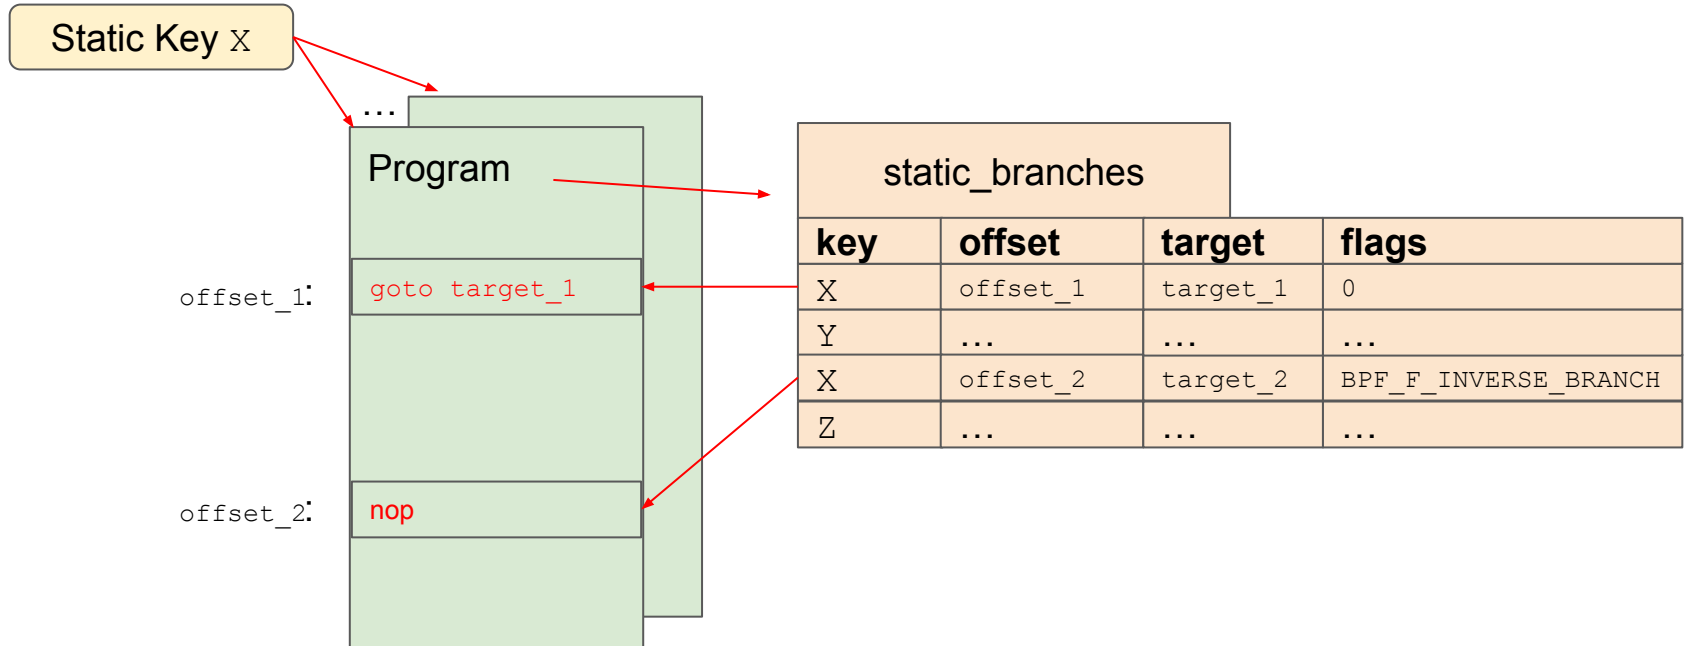 Static Key X
...
Program
static_branches
key offset target flags
offset_1: goto target_1
X offset_1 target_1 0
Y ... ... ...
X offset_2 target_2 BPF_F_INVERSE_BRANCH
Z ... ... ...
offset_2: nop